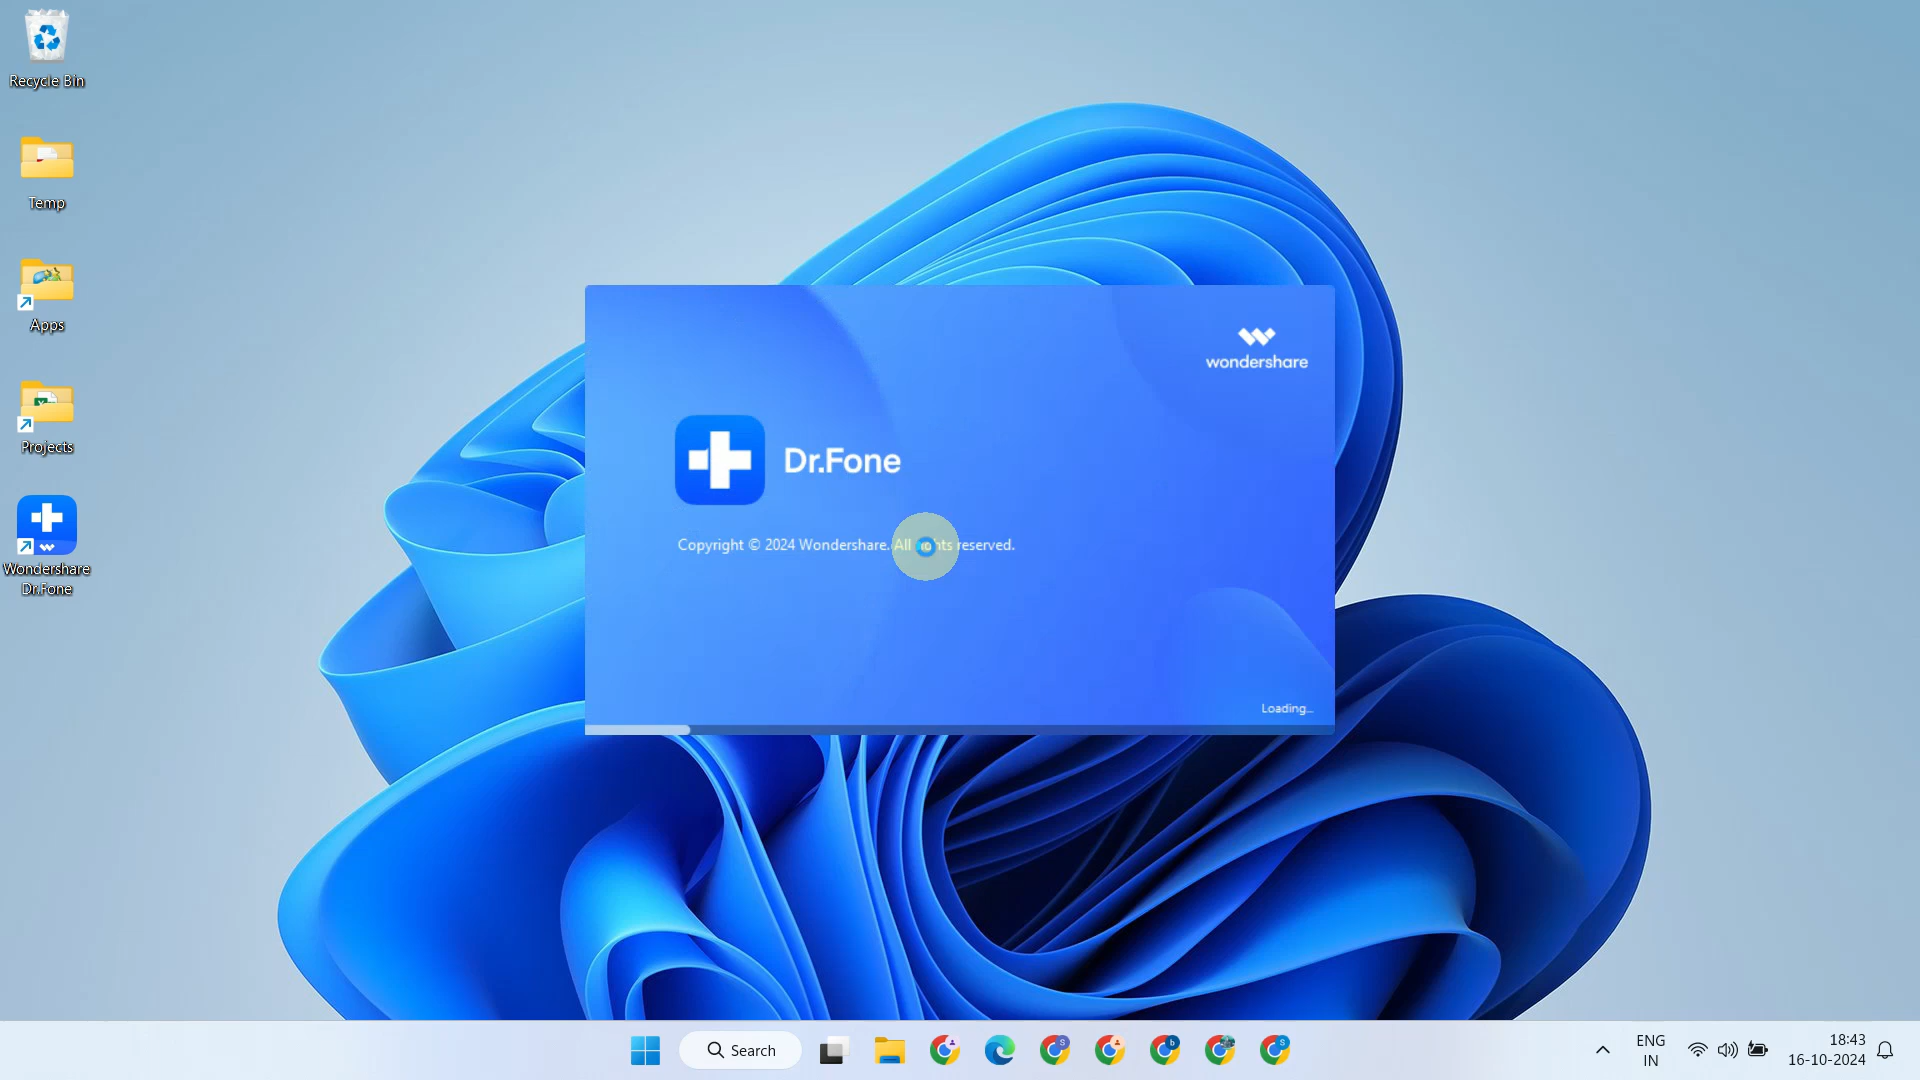 Recycle Bin
Temp
Apps
Projects
Wondershare
Dr.Fone
wondershare
Dr.Fone
Copyright © 2024 Wondershare. All rights reserved.
Loading...
Search
ENG
IN
18:43
16-10-2024